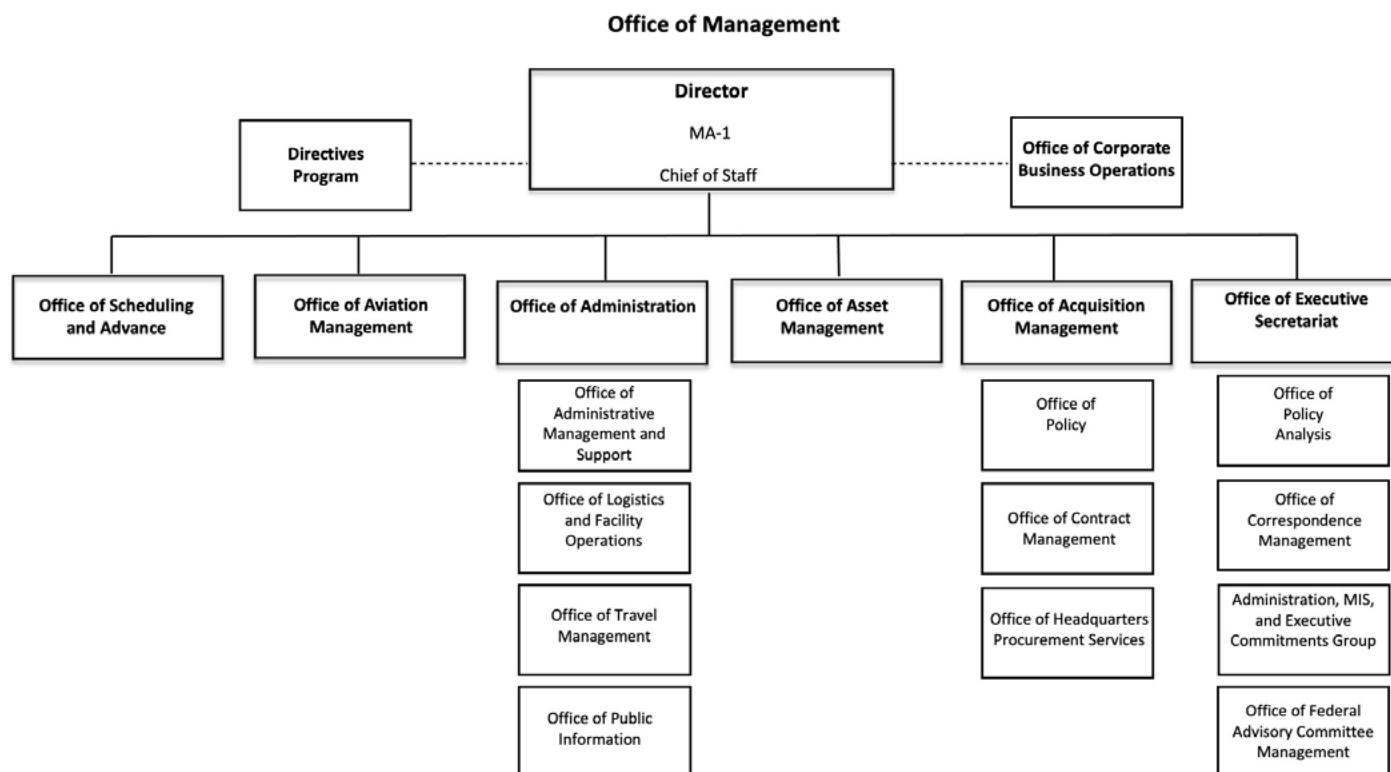 Office of Management
Director
MA-1
Chief of Staff
Directives
Program
Office of Corporate
Business Operations
Office of Scheduling
and Advance
Office of Aviation
Management
Office of Administration
Office of Asset
Management
Office of Acquisition
Management
Office of Executive
Secretariat
Office of
Administrative
Management and
Support
Office of Logistics
and Facility
Operations
Office of Travel
Management
Office of Public
Information
Office of
Policy
Office of Contract
Management
Office of Headquarters
Procurement Services
Office of
Policy
Analysis
Office of
Correspondence
Management
Administration, MIS,
and Executive
Commitments Group
Office of Federal
Advisory Committee
Management